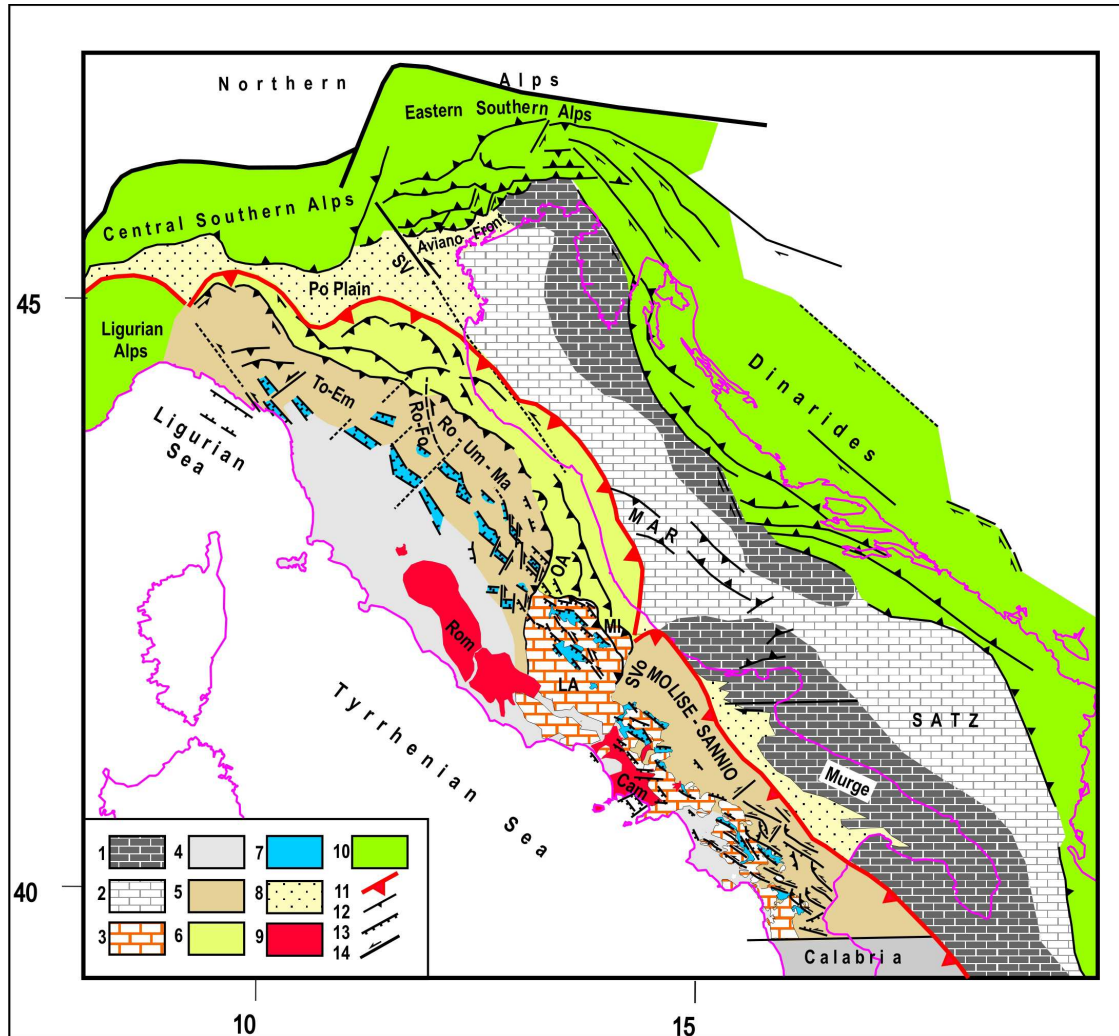 Northern Alps
Eastern Southern Alps
Central Southern Alps
Aviano Front
SV
Po Plain
45
Ligurian
Alps
To-Em
Dinarides
Ligurian
Sea
Ro-Fo
Ro
Um-Ma
MAR
OA
MI
Rom
LA
SVo
MOLISE-SANNIO
SATZ
Tyrrhenian Sea
Murge
Cam
1 4 7 10
2 5 8 11
12
3 6 9 13
14
40
Calabria
10 15